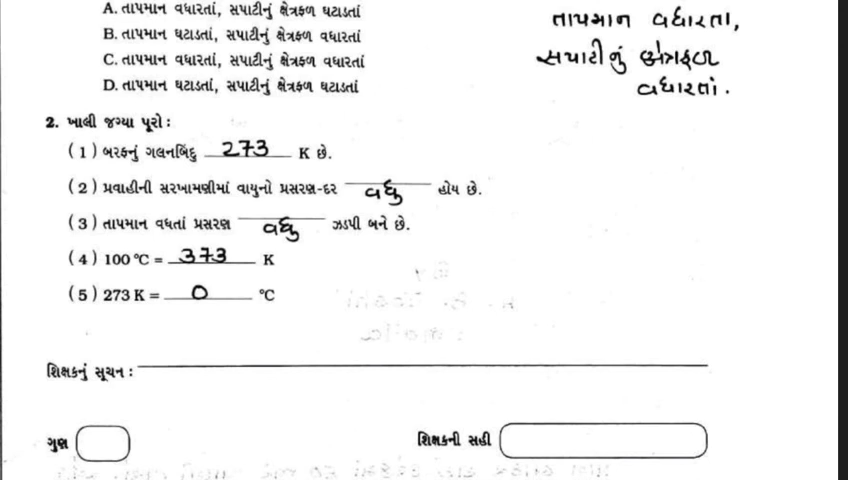 A. તાપમાન વધારતાં, સપાટીનું ક્ષેત્રફળ ઘટાડતાં
B. તાપમાન ઘટાડતાં, સપાટીનું ક્ષેત્રફળ વધારતાં
C. તાપમાન વધારતાં, સપાટીનું ક્ષેત્રફળ વધારતાં
D. તાપમાન ઘટાડતાં, સપાટીનું ક્ષેત્રફળ ઘટાડતાં
તાપમાન વધારતા,
સપાટીનું ક્ષેત્રફળ
વધારતાં.
2. ખાલી જગ્યા પૂરો :
(1) બરફનું ગલનબિંદુ 273 K છે.
(2) પ્રવાહીની સરખામણીમાં વાયુનો પ્રસરણ-દર વધુ હોય છે.
(3) તાપમાન વધતાં પ્રસરણ વધુ ઝડપી બને છે.
(4) 100 °C = 373 K
(5) 273 K = 0 °C
શિક્ષકનું સૂચન :
ગુણ
શિક્ષકની સહી